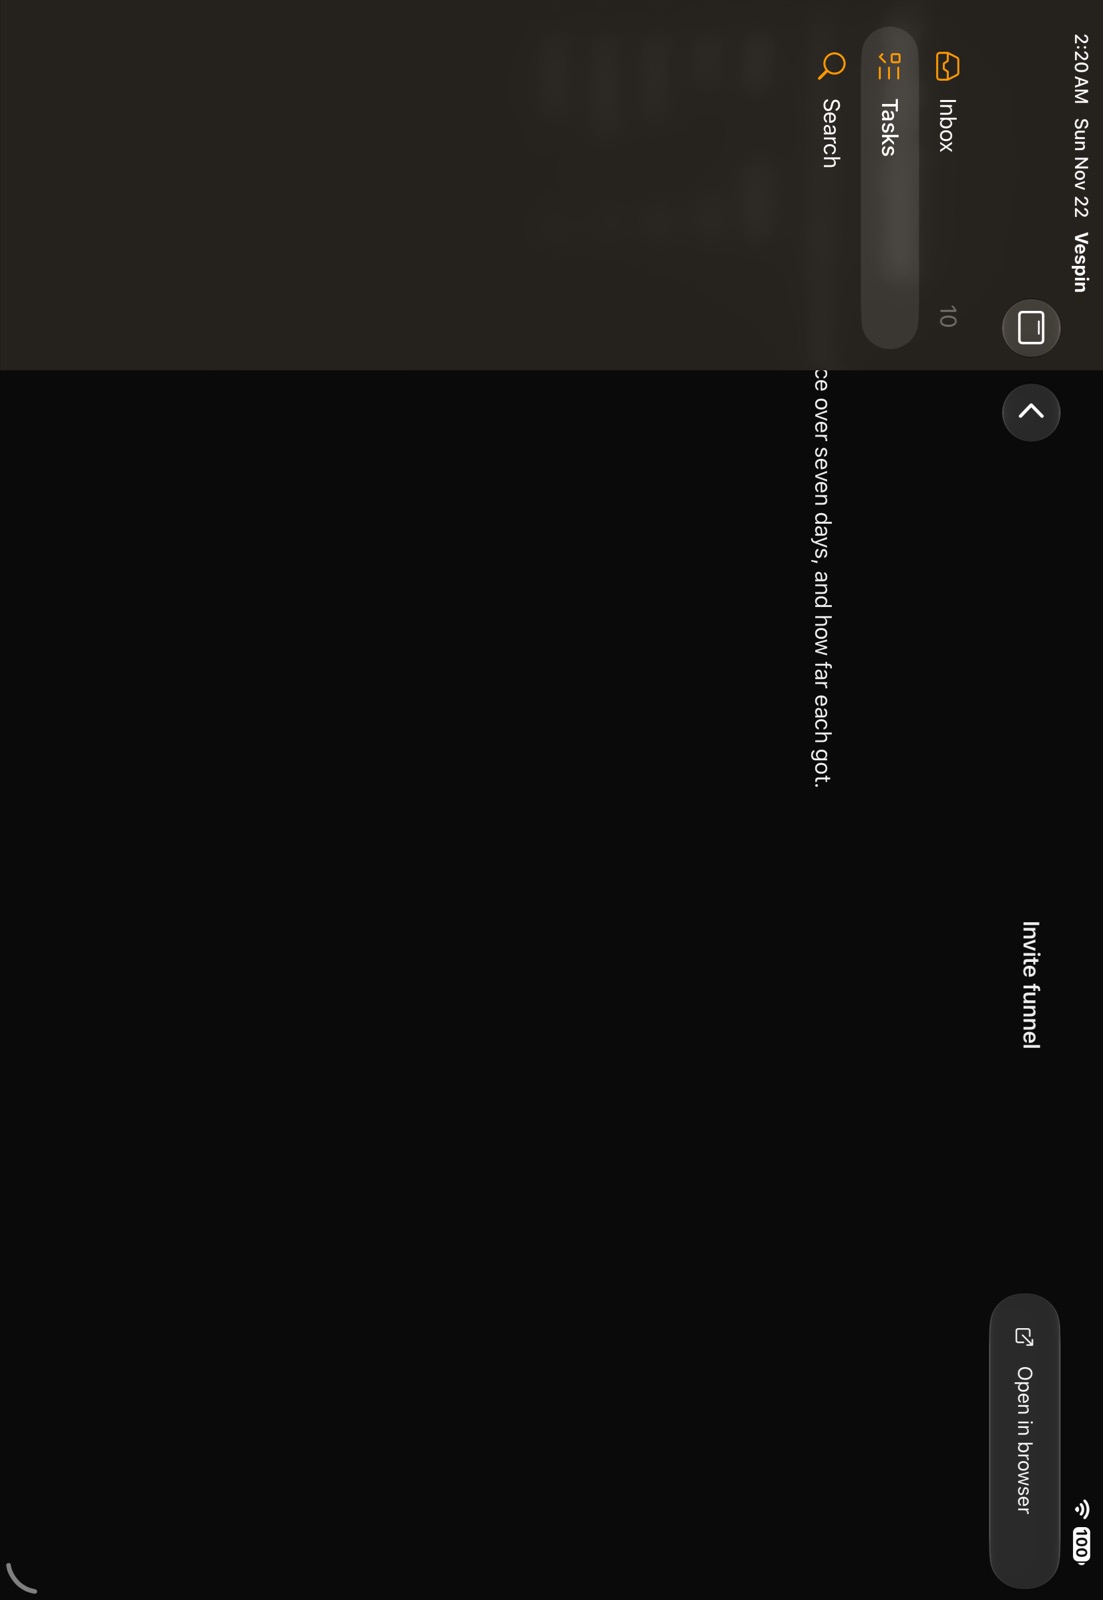 2:20 AM Sun Nov 22 Vespin
100
Invite funnel
Open in browser
Inbox 10
Tasks
Search
over seven days, and how far each got.